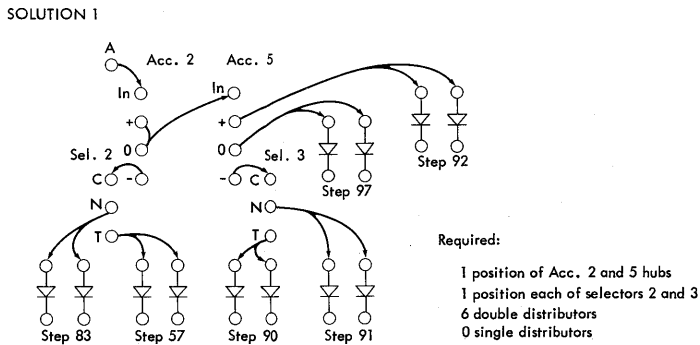 SOLUTION 1
A
Acc. 2 Acc. 5
In In
+ +
0 0
Sel. 2 Sel. 3
C - - C
Step 97
Step 92
N N
T T
Step 83 Step 57 Step 90 Step 91
Required:
1 position of Acc. 2 and 5 hubs
1 position each of selectors 2 and 3
6 double distributors
0 single distributors